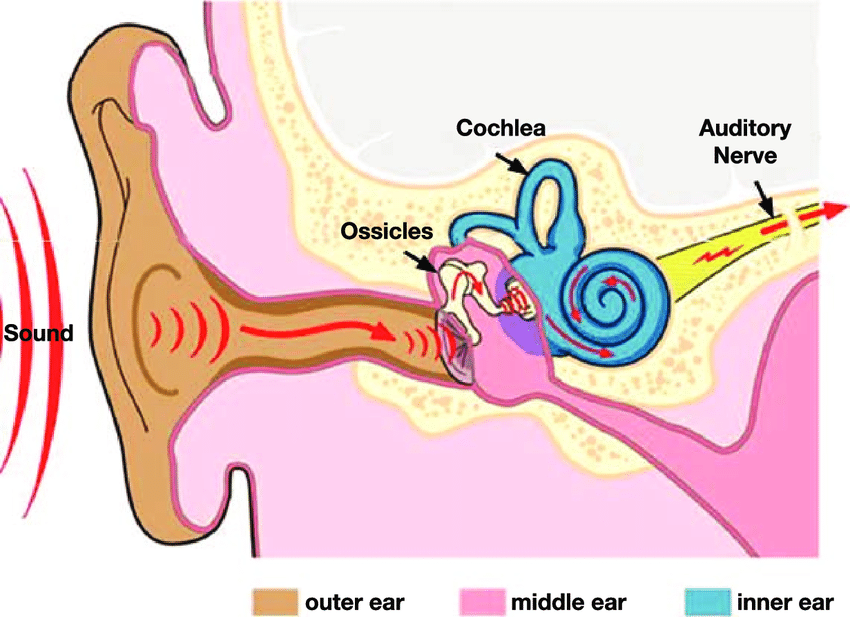 Cochlea
Auditory
Nerve
Ossicles
Sound
outer ear
middle ear
inner ear